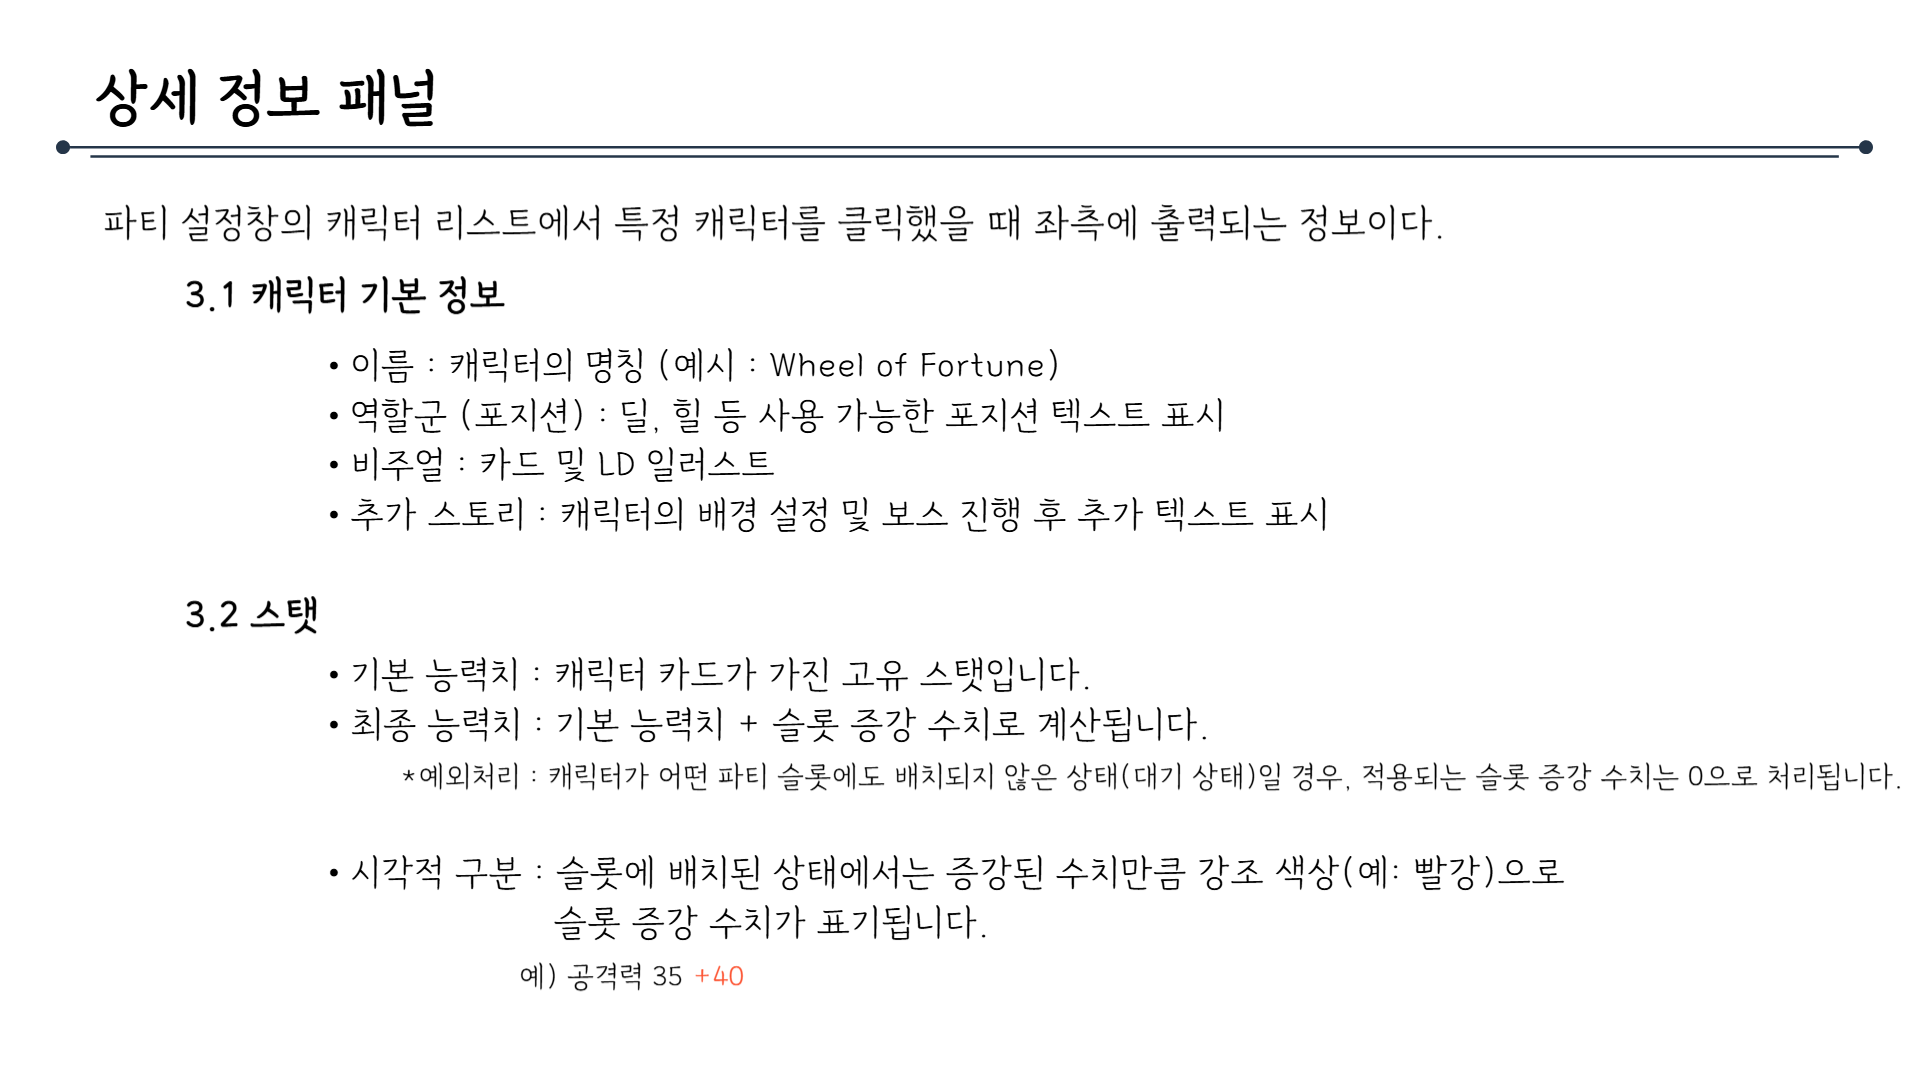 상세 정보 패널
파티 설정창의 캐릭터 리스트에서 특정 캐릭터를 클릭했을 때 좌측에 출력되는 정보이다.
3.1 캐릭터 기본 정보
• 이름 : 캐릭터의 명칭 (예시 : Wheel of Fortune)
• 역할군 (포지션) : 딜, 힐 등 사용 가능한 포지션 텍스트 표시
• 비주얼 : 카드 및 LD 일러스트
• 추가 스토리 : 캐릭터의 배경 설정 및 보스 진행 후 추가 텍스트 표시
3.2 스탯
• 기본 능력치 : 캐릭터 카드가 가진 고유 스탯입니다.
• 최종 능력치 : 기본 능력치 + 슬롯 증강 수치로 계산됩니다.
*예외처리 : 캐릭터가 어떤 파티 슬롯에도 배치되지 않은 상태(대기 상태)일 경우, 적용되는 슬롯 증강 수치는 0으로 처리됩니다.
• 시각적 구분 : 슬롯에 배치된 상태에서는 증강된 수치만큼 강조 색상(예: 빨강)으로
슬롯 증강 수치가 표기됩니다.
예) 공격력 35 +40